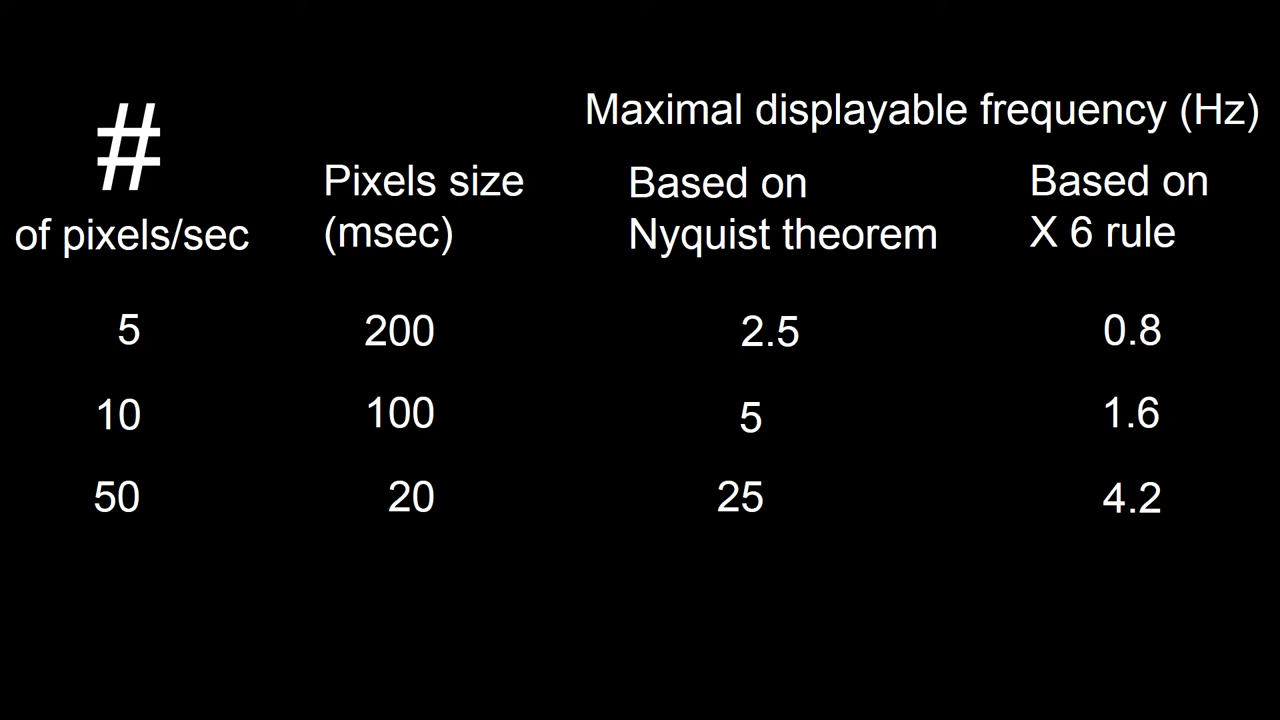 Maximal displayable frequency (Hz)
#
of pixels/sec
Pixels size
(msec)
Based on
Nyquist theorem
Based on
X 6 rule
5 200 2.5 0.8
10 100 5 1.6
50 20 25 4.2